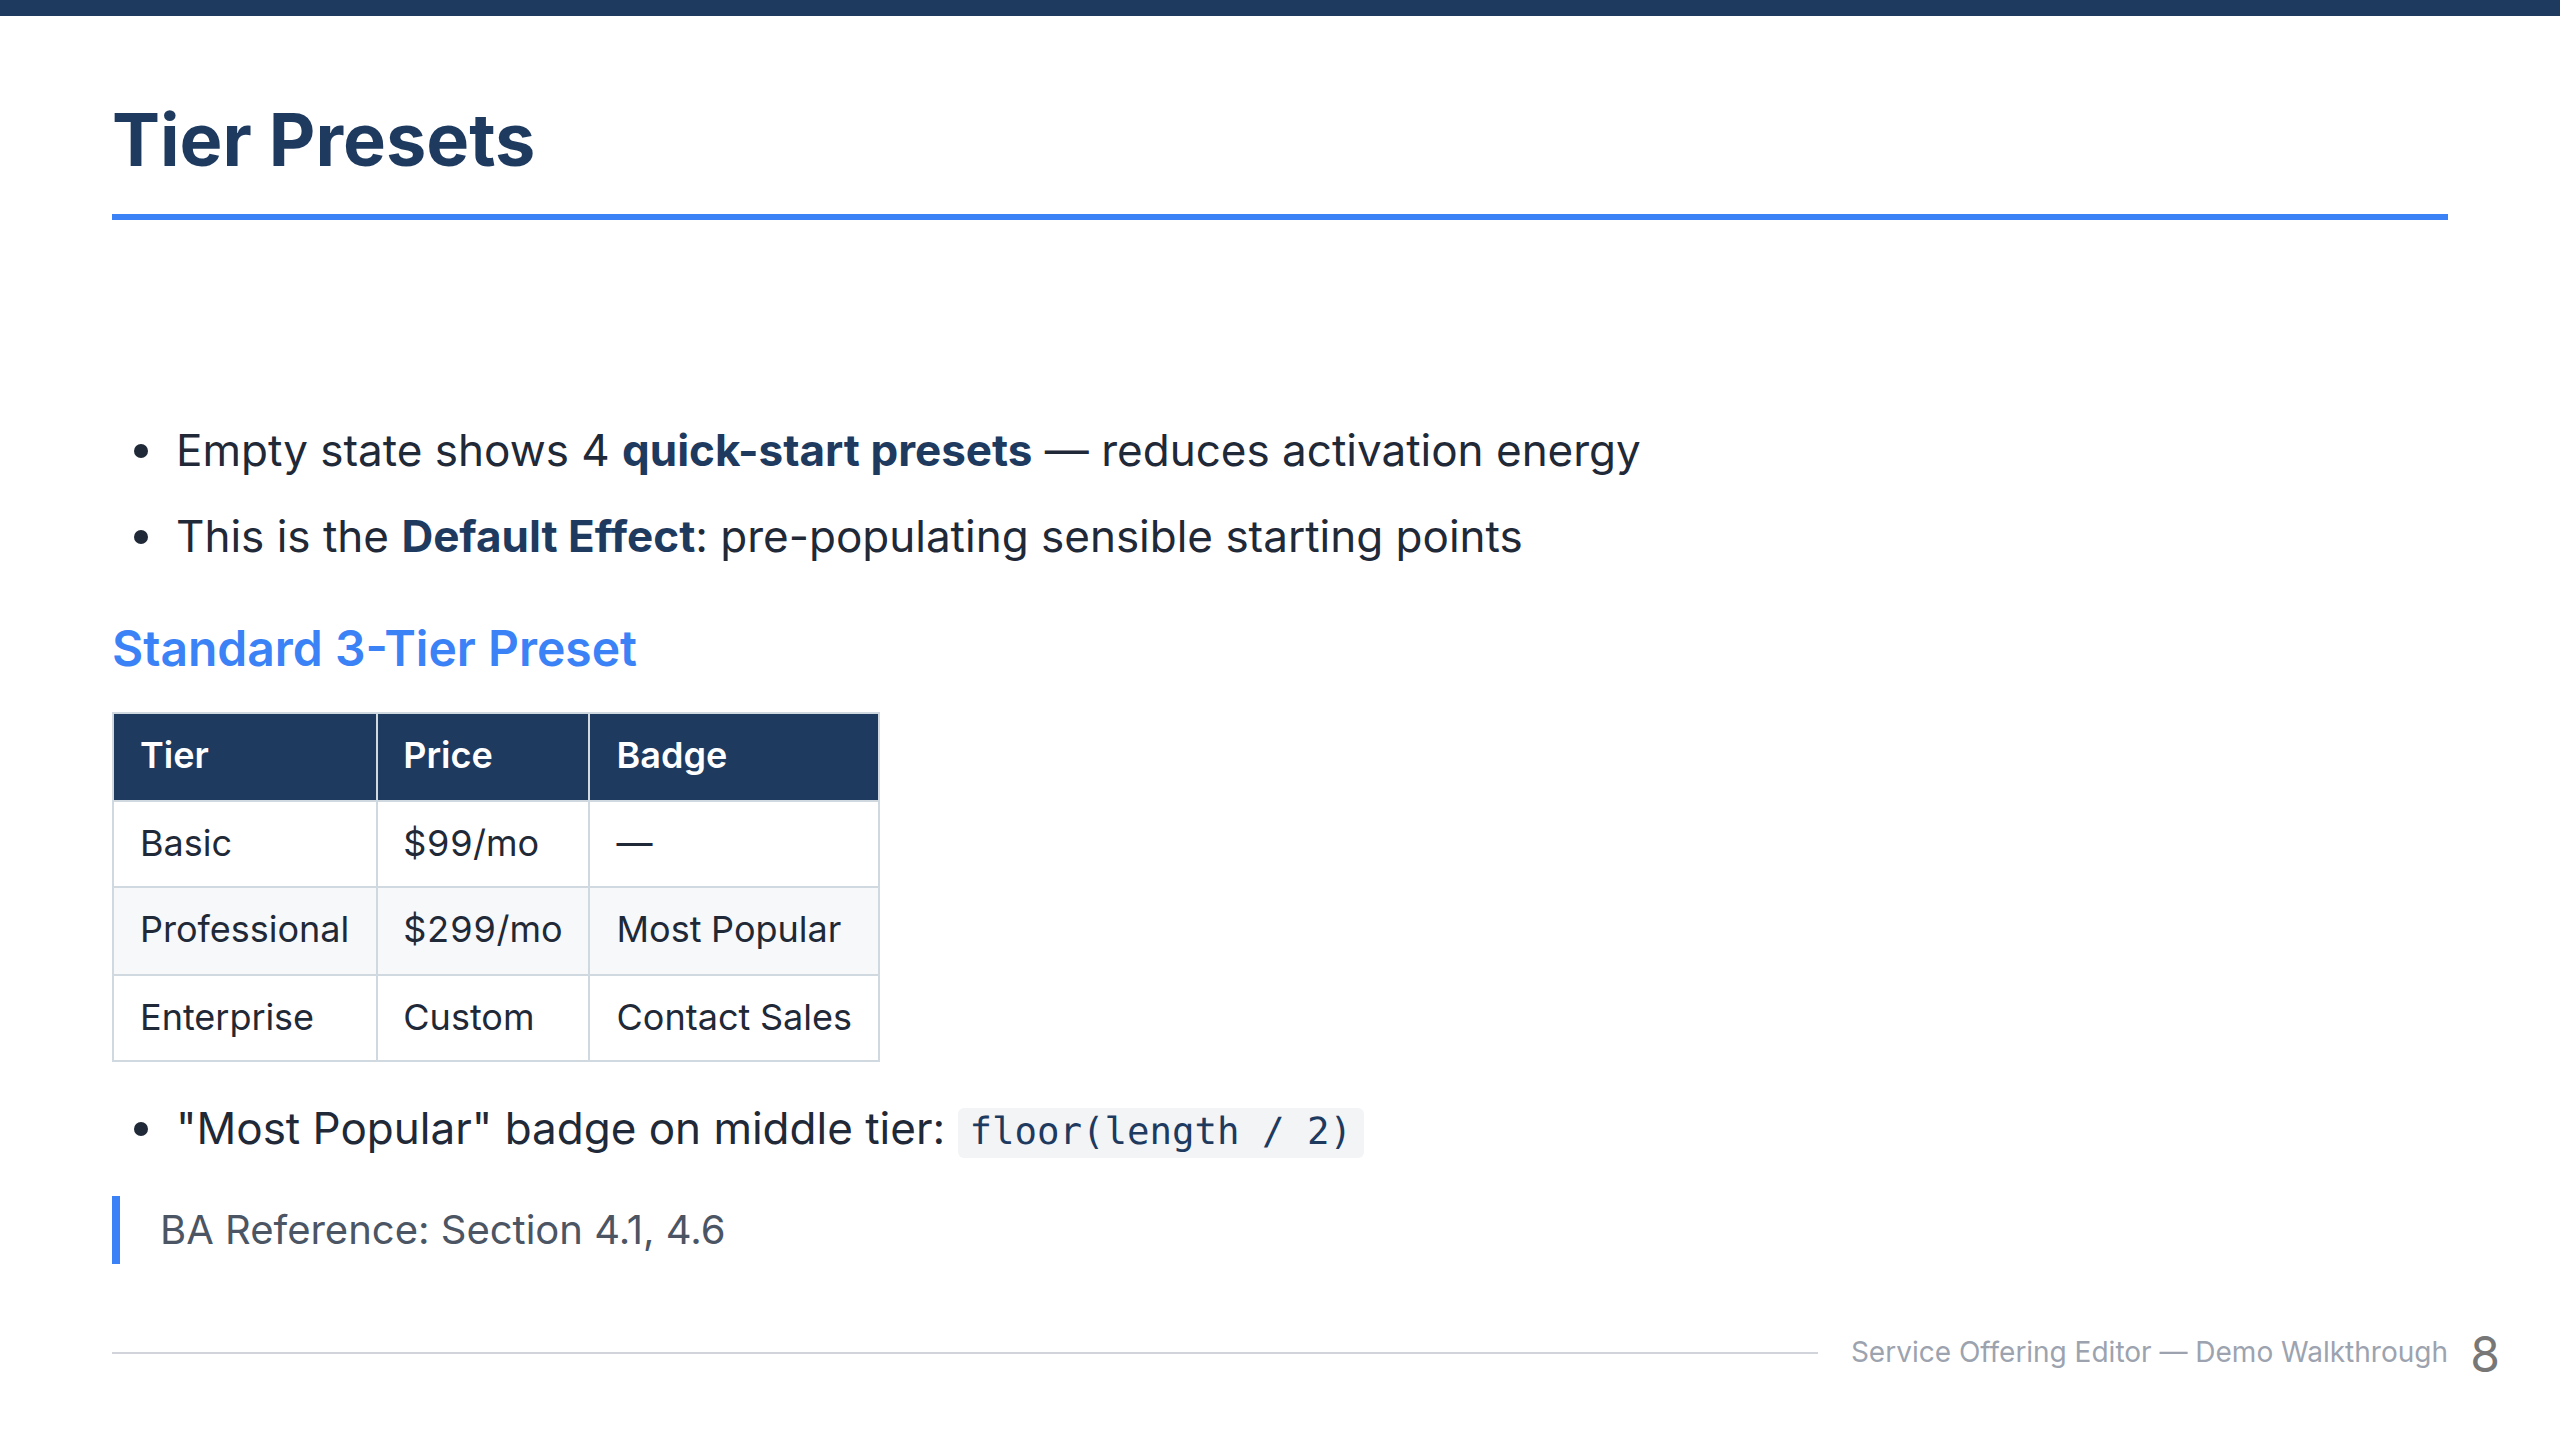 Tier Presets
• Empty state shows 4 quick-start presets — reduces activation energy
• This is the Default Effect: pre-populating sensible starting points
Standard 3-Tier Preset
Tier Price Badge
Basic $99/mo —
Professional $299/mo Most Popular
Enterprise Custom Contact Sales
• "Most Popular" badge on middle tier: floor(length / 2)
BA Reference: Section 4.1, 4.6
Service Offering Editor — Demo Walkthrough 8